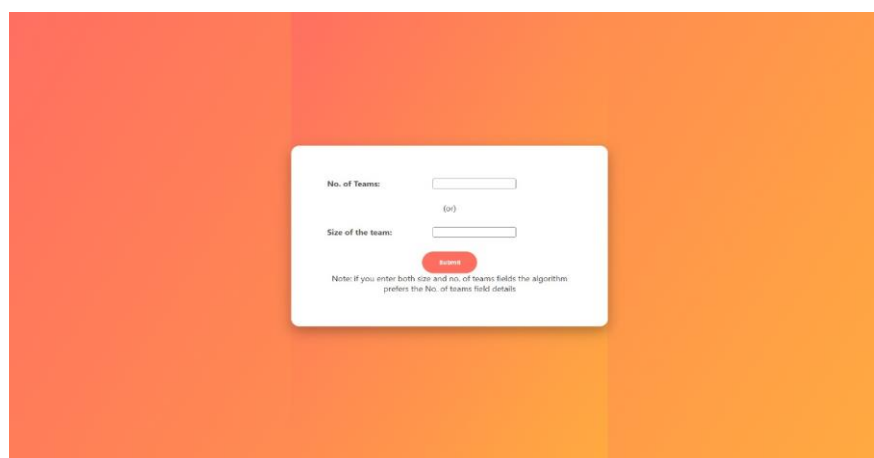 No. of Teams:
(or)
Size of the team:
Submit
Note: if you enter both size and no. of teams fields the algorithm
prefers the No. of teams field details